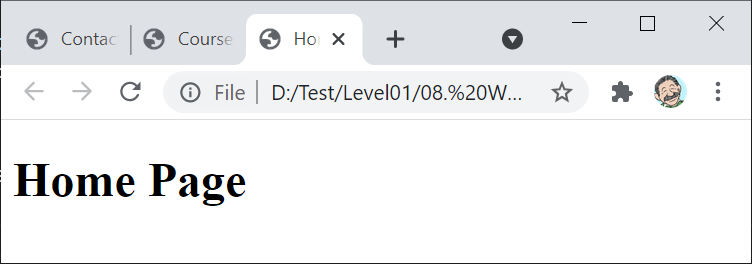 Contac Course Hor
File D:/Test/Level01/08.%20W...
Home Page